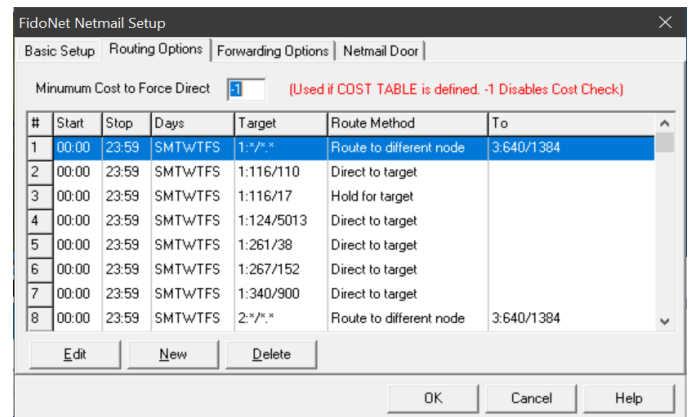 FidoNet Netmail Setup
Basic Setup Routing Options Forwarding Options Netmail Door
Minumum Cost to Force Direct -1 (Used if COST TABLE is defined. -1 Disables Cost Check)
# Start Stop Days Target Route Method To
1 00:00 23:59 SMTWTFS 1:*/*.* Route to different node 3:640/1384
2 00:00 23:59 SMTWTFS 1:116/110 Direct to target
3 00:00 23:59 SMTWTFS 1:116/17 Hold for target
4 00:00 23:59 SMTWTFS 1:124/5013 Direct to target
5 00:00 23:59 SMTWTFS 1:261/38 Direct to target
6 00:00 23:59 SMTWTFS 1:267/152 Direct to target
7 00:00 23:59 SMTWTFS 1:340/900 Direct to target
8 00:00 23:59 SMTWTFS 2:*/*.* Route to different node 3:640/1384
Edit New Delete
OK Cancel Help